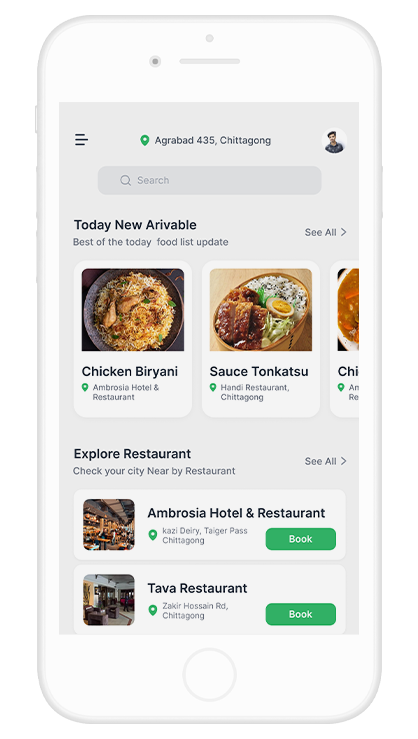 Agrabad 435, Chittagong
Search
Today New Arivable
Best of the today food list update
See All
Chicken Biryani
Ambrosia Hotel &
Restaurant
Sauce Tonkatsu
Handi Restaurant,
Chittagong
Chi
Am
Re
Explore Restaurant
Check your city Near by Restaurant
See All
Ambrosia Hotel & Restaurant
kazi Deiry, Taiger Pass
Chittagong
Book
Tava Restaurant
Zakir Hossain Rd,
Chittagong
Book